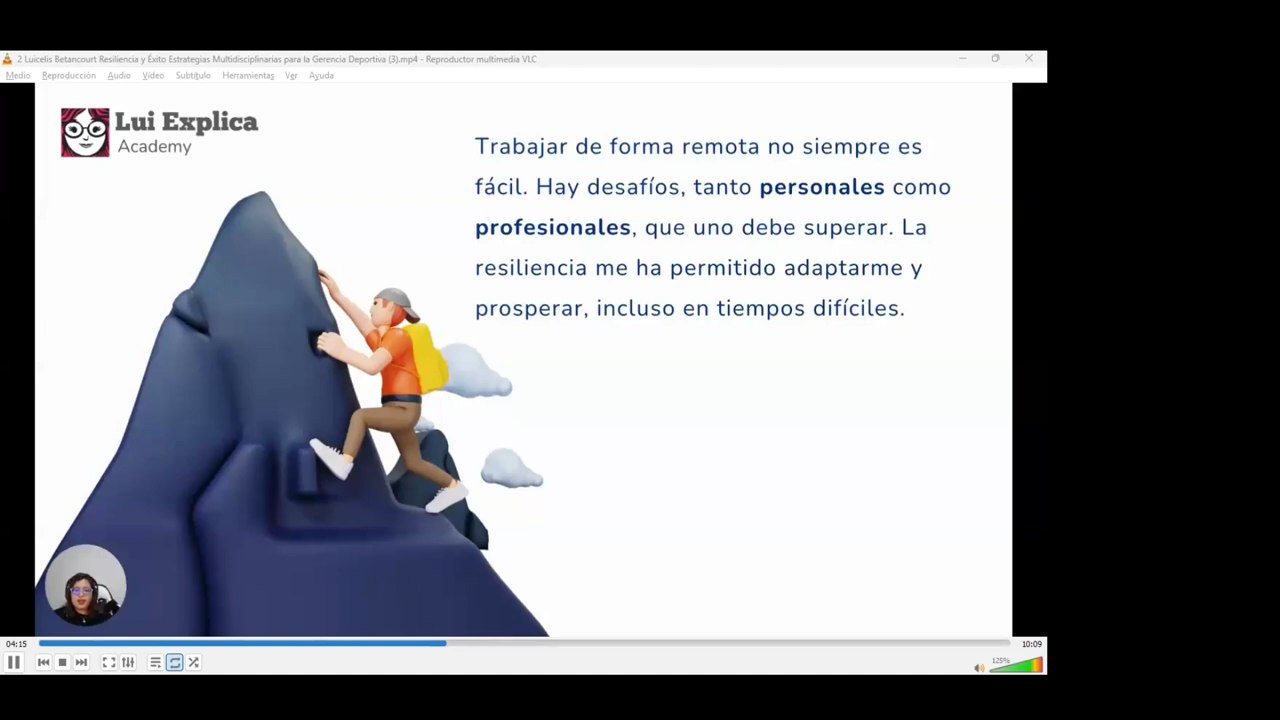 2 Luicelis Betancourt Resiliencia y Éxito Estrategias Multidisciplinarias para la Gerencia Deportiva (3).mp4 - Reproductor multimedia VLC
Medio Reproducción Audio Vídeo Subtítulo Herramientas Ver Ayuda
Lui Explica
Academy
Trabajar de forma remota no siempre es
fácil. Hay desafíos, tanto personales como
profesionales, que uno debe superar. La
resiliencia me ha permitido adaptarme y
prosperar, incluso en tiempos difíciles.
04:15
10:09
125%